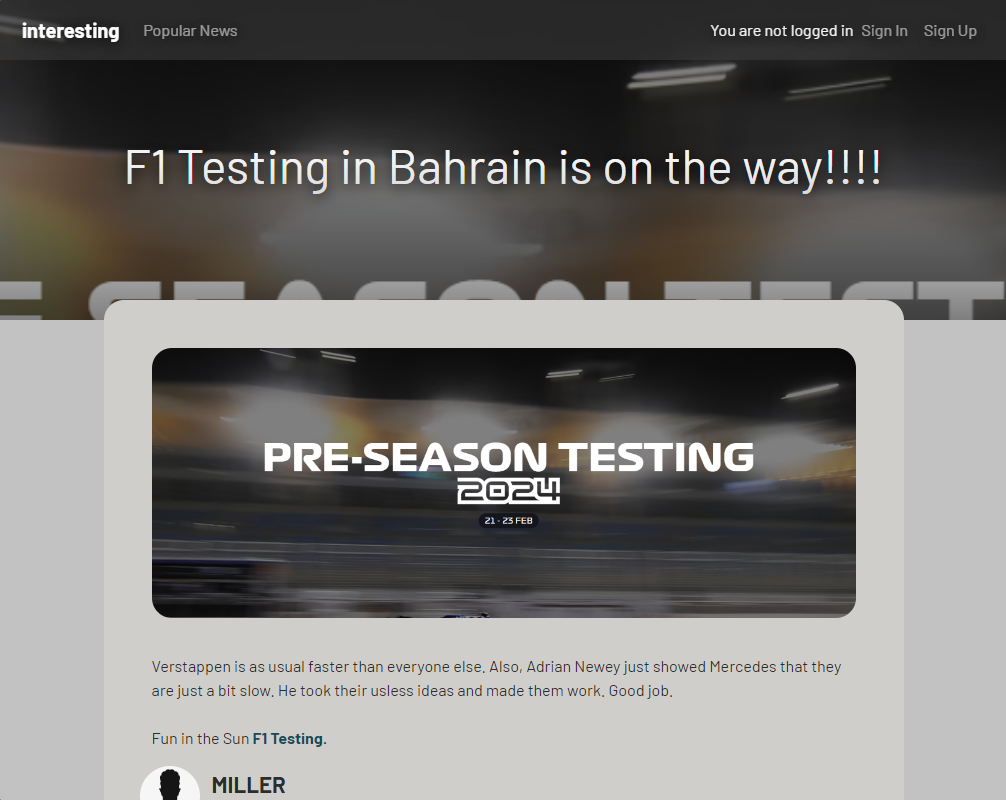 interesting Popular News You are not logged in Sign In Sign Up
F1 Testing in Bahrain is on the way!!!!
E SEASON TEST
PRE-SEASON TESTING
2024
21 - 23 FEB
Verstappen is as usual faster than everyone else. Also, Adrian Newey just showed Mercedes that they
are just a bit slow. He took their usless ideas and made them work. Good job.
Fun in the Sun F1 Testing.
MILLER